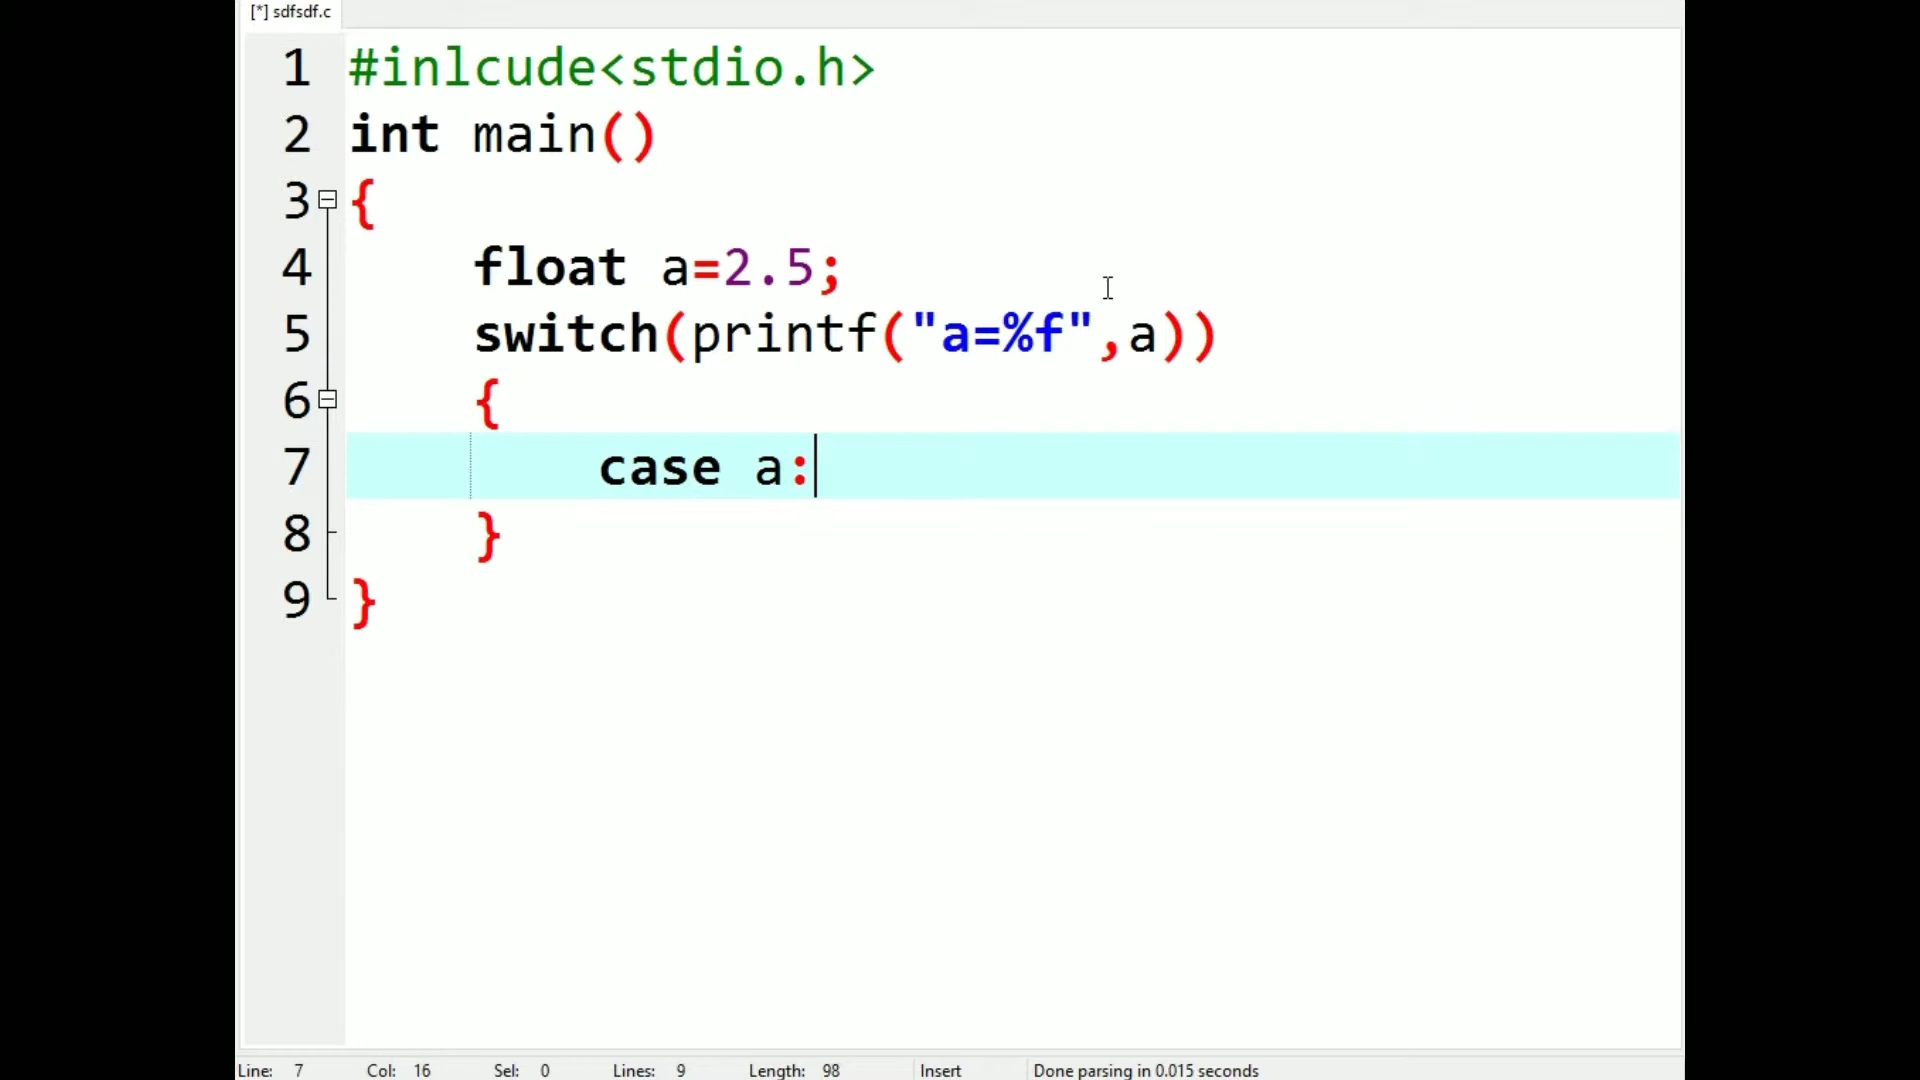 [*] sdfsdf.c
1 #inlcude<stdio.h>
2 int main()
3 {
4 float a=2.5;
5 switch(printf("a=%f",a))
6 {
7 case a:
8 }
9 }
Line: 7 Col: 16 Sel: 0 Lines: 9 Length: 98 Insert Done parsing in 0.015 seconds